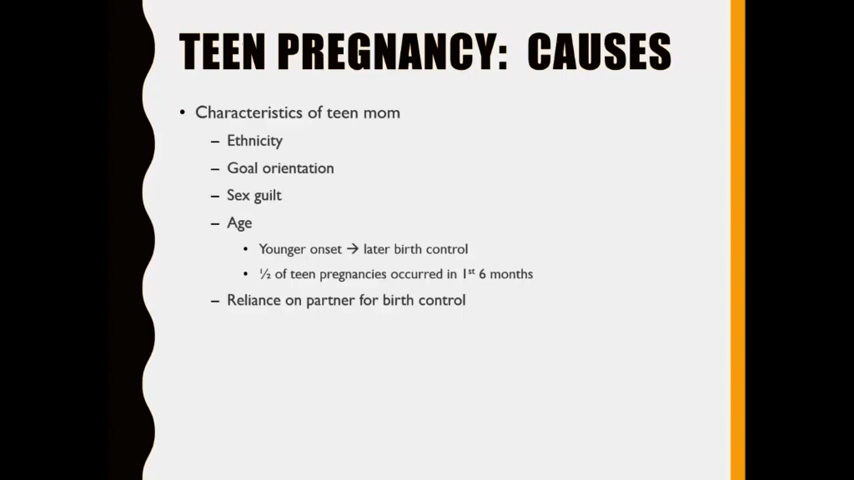 TEEN PREGNANCY: CAUSES
• Characteristics of teen mom
– Ethnicity
– Goal orientation
– Sex guilt
– Age
• Younger onset → later birth control
• ½ of teen pregnancies occurred in 1st 6 months
– Reliance on partner for birth control